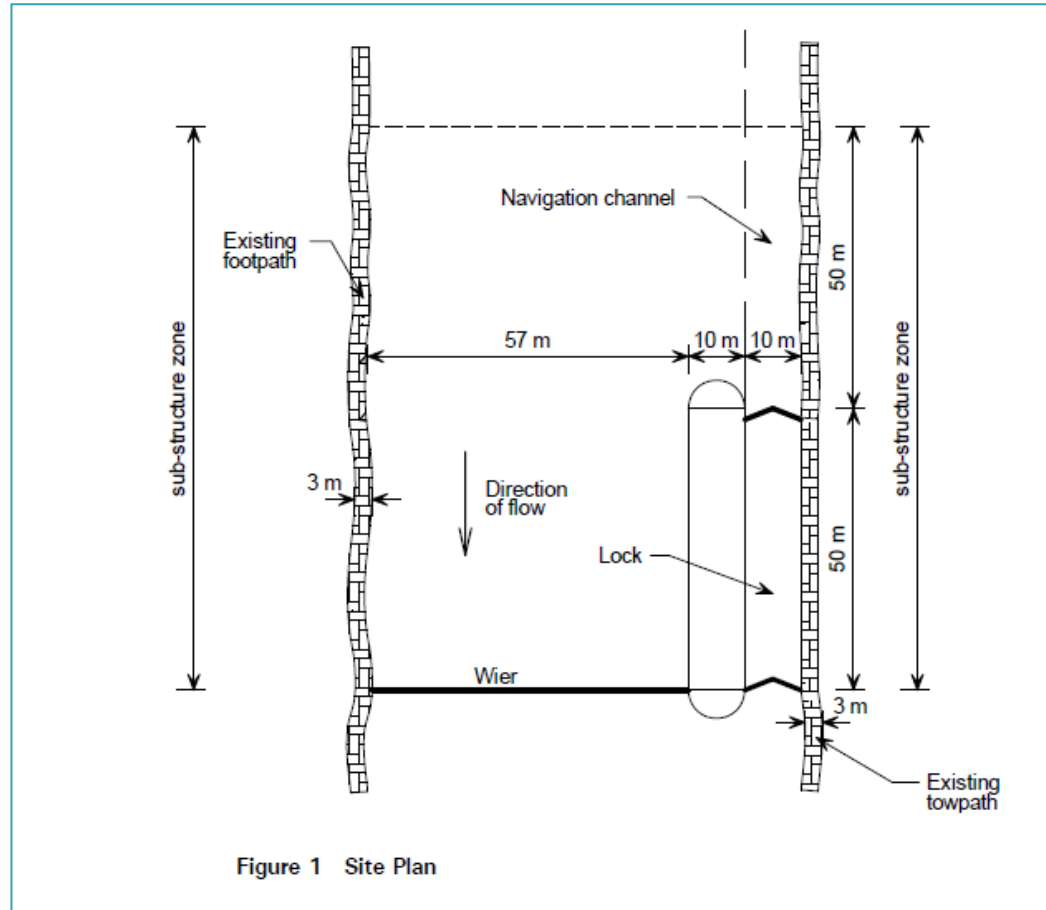 Navigation channel
Existing
footpath
50 m
sub-structure zone
57 m
10 m
10 m
sub-structure zone
3 m
Direction
of flow
Lock
50 m
Wier
3 m
Existing
towpath
Figure 1 Site Plan